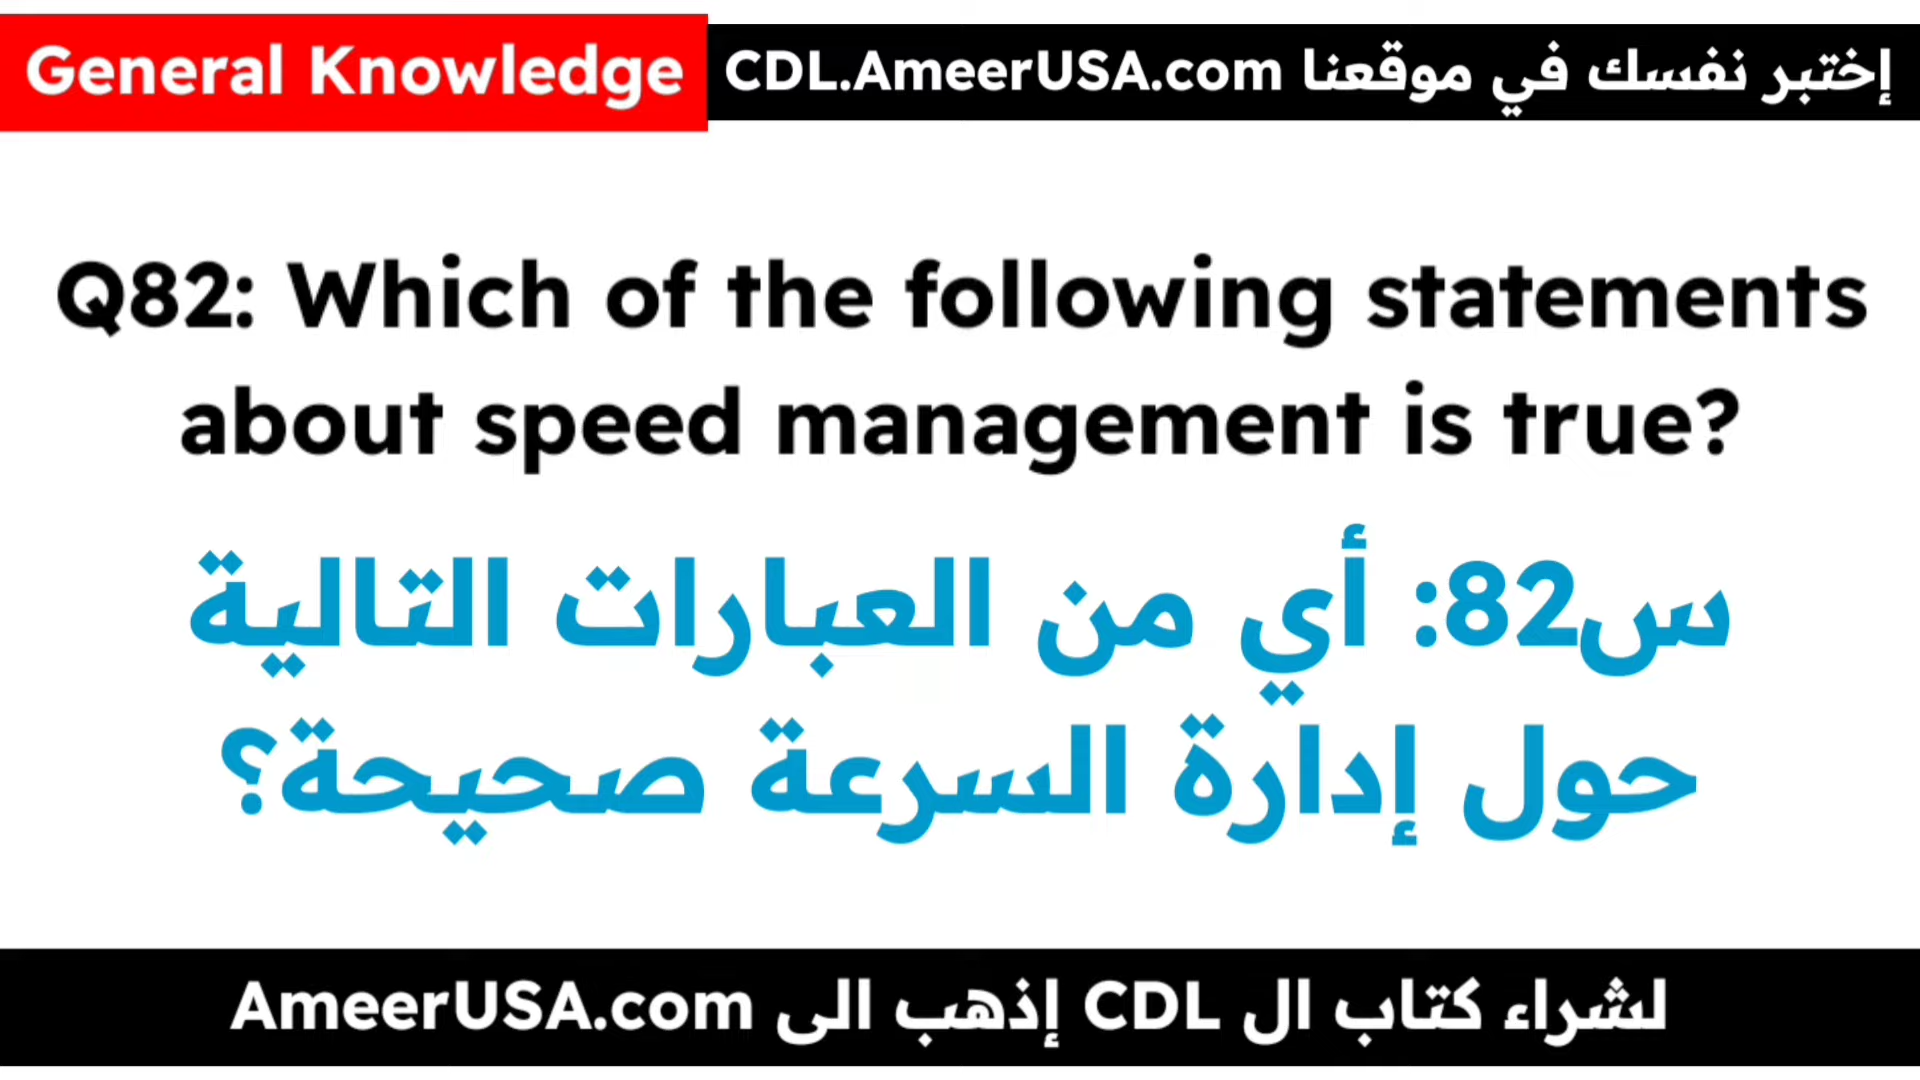 General Knowledge
CDL.AmeerUSA.com إختبر نفسك في موقعنا
Q82: Which of the following statements
about speed management is true?
س82: أي من العبارات التالية
حول إدارة السرعة صحيحة؟
لشراء كتاب ال CDL إذهب الى AmeerUSA.com